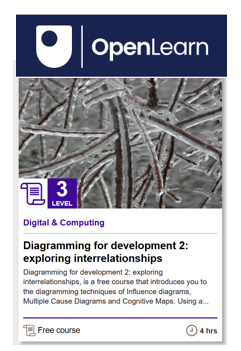 OpenLearn
3
LEVEL
Digital & Computing
Diagramming for development 2:
exploring interrelationships
Diagramming for development 2: exploring
interrelationships, is a free course that introduces you to
the diagramming techniques of Influence diagrams,
Multiple Cause Diagrams and Cognitive Maps. Using a...
Free course
4 hrs